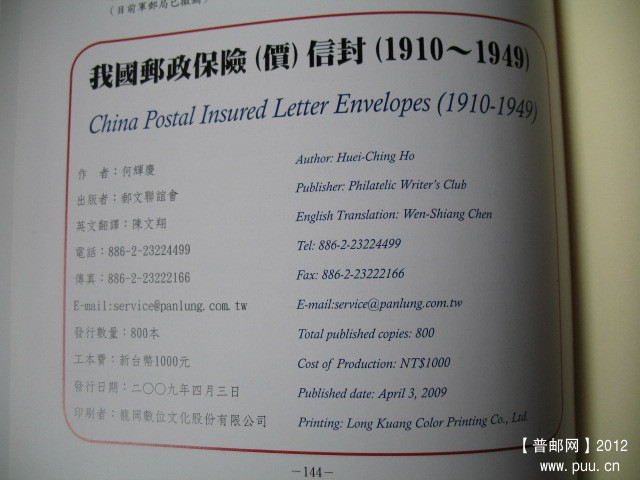 (目前軍郵局已撤銷)
我國郵政保險(價)信封(1910～1949)
China Postal Insured Letter Envelopes (1910-1949)
作 者：何輝慶
出版者：郵文聯誼會
英文翻譯：陳文翔
電話：886-2-23224499
傳真：886-2-23222166
E-mail:service@panlung.com.tw
發行數量：800本
工本費：新台幣1000元
發行日期：二〇〇九年四月三日
印刷者：龍岡數位文化股份有限公司
Author: Huei-Ching Ho
Publisher: Philatelic Writer's Club
English Translation: Wen-Shiang Chen
Tel: 886-2-23224499
Fax: 886-2-23222166
E-mail:service@panlung.com.tw
Total published copies: 800
Cost of Production: NT$1000
Published date: April 3, 2009
Printing: Long Kuang Color Printing Co., Ltd.
－144－
【普邮网】2012
www.puu.cn